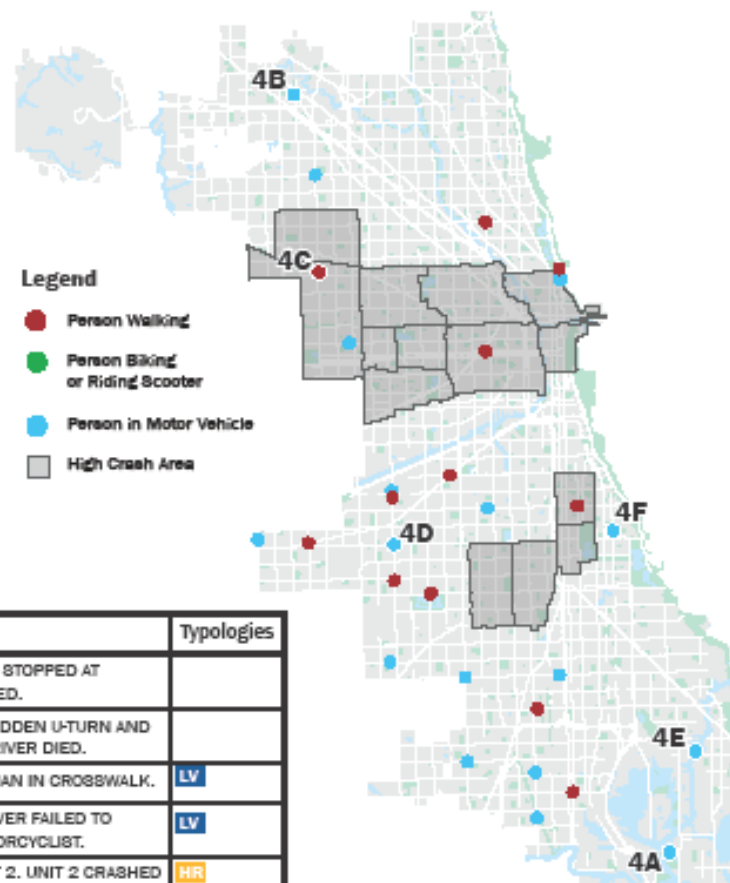 4B
4C
Legend
Person Walking
Person Biking
or Riding Scooter
Person in Motor Vehicle
High Crash Area
4F
4D
4E
4A
Typologies
STOPPED AT
ED.
DDEN U-TURN AND
IVER DIED.
IAN IN CROSSWALK.
LV
VER FAILED TO
ORCYCLIST.
LV
2. UNIT 2 CRASHED
HR